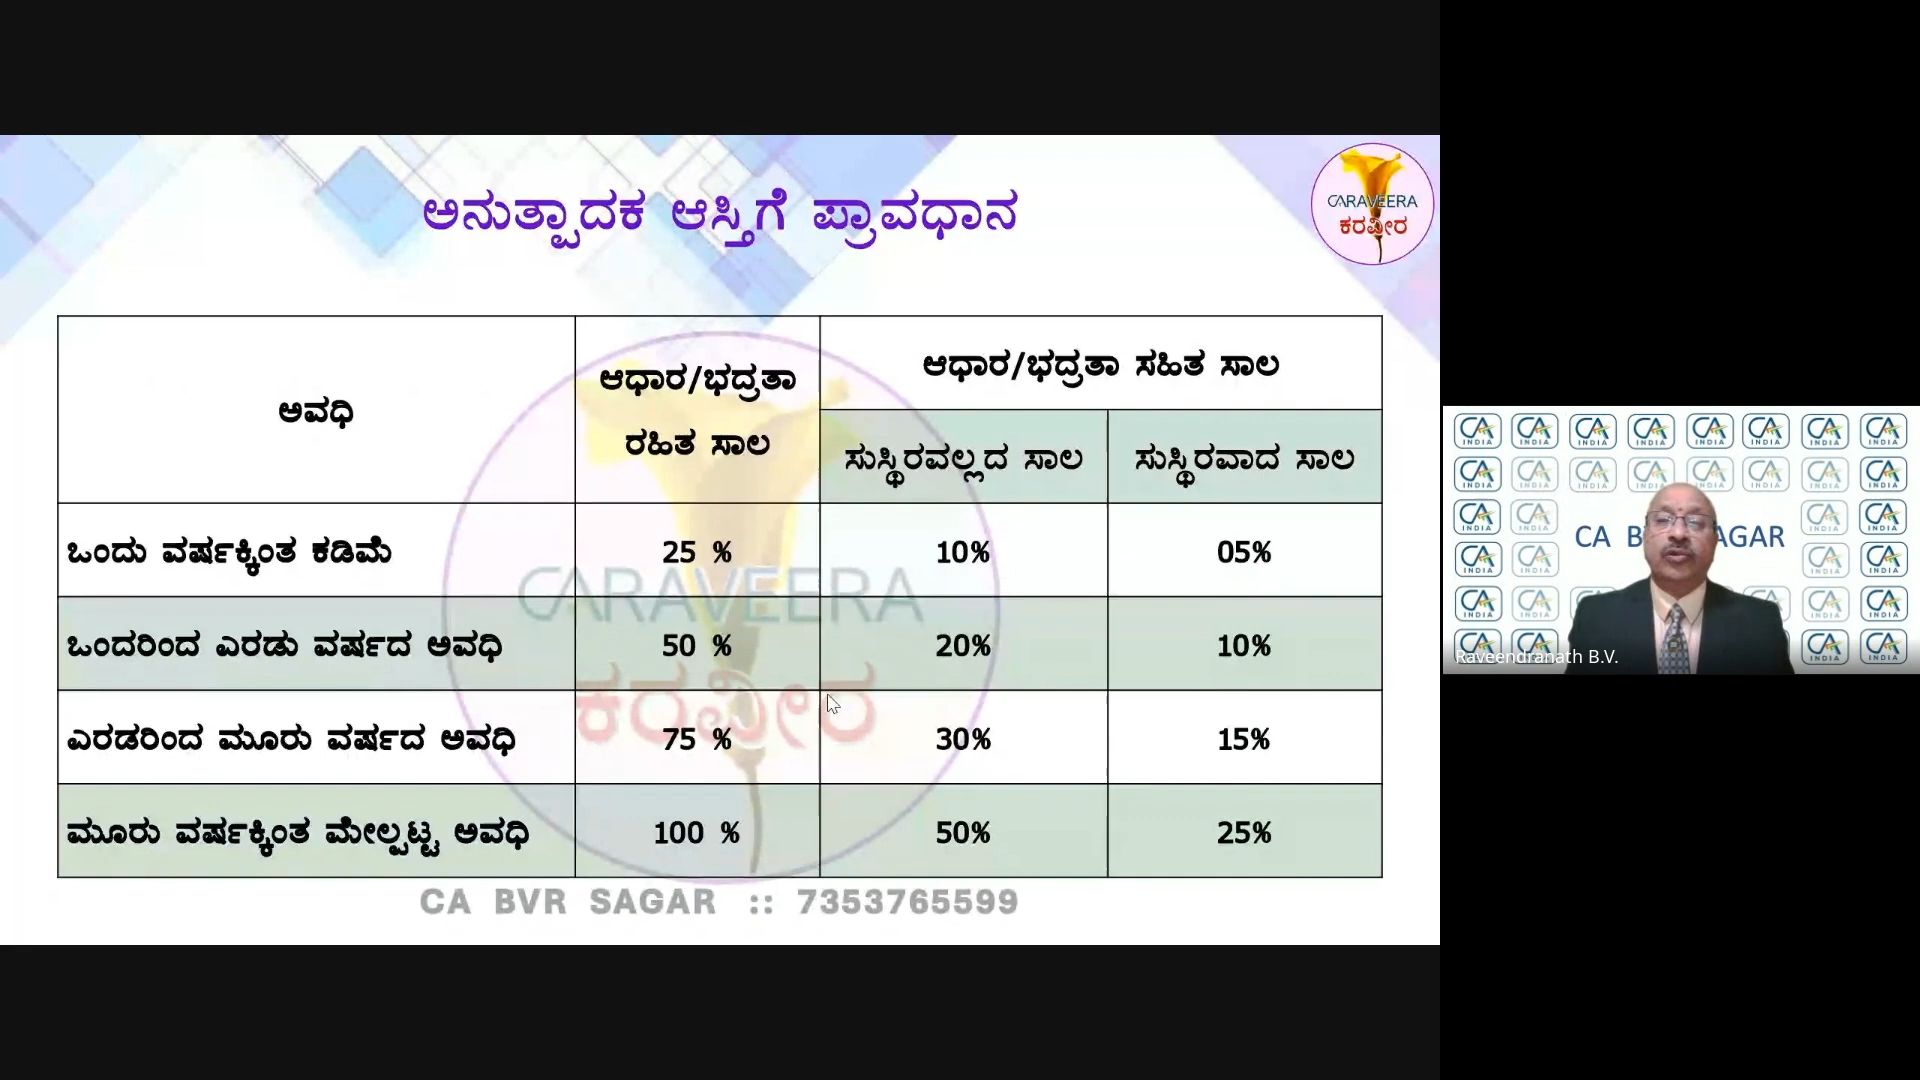 ಅನುತ್ಪಾದಕ ಆಸ್ತಿಗೆ ಪ್ರಾವಧಾನ
CARAVEERA
ಕರವೀರ
ಅವಧಿ
ಆಧಾರ/ಭದ್ರತಾ
ರಹಿತ ಸಾಲ
ಆಧಾರ/ಭದ್ರತಾ ಸಹಿತ ಸಾಲ
ಸುಸ್ಥಿರವಲ್ಲದ ಸಾಲ
ಸುಸ್ಥಿರವಾದ ಸಾಲ
ಒಂದು ವರ್ಷಕ್ಕಿಂತ ಕಡಿಮೆ 25 % 10% 05%
ಒಂದರಿಂದ ಎರಡು ವರ್ಷದ ಅವಧಿ 50 % 20% 10%
ಎರಡರಿಂದ ಮೂರು ವರ್ಷದ ಅವಧಿ 75 % 30% 15%
ಮೂರು ವರ್ಷಕ್ಕಿಂತ ಮೇಲ್ಪಟ್ಟ ಅವಧಿ 100 % 50% 25%
CARAVEERA
ಕರವೀರ
CA BVR SAGAR :: 7353765599
CA INDIA
Raveendranath B.V.